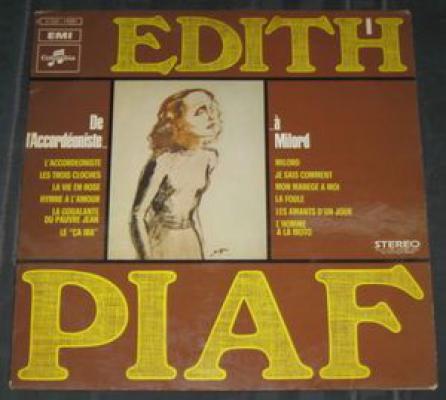 EMI
Columbia
EDITH
1
De
l'Accordéoniste...
L'ACCORDEONISTE
LES TROIS CLOCHES
LA VIE EN ROSE
HYMNE A L'AMOUR
LA GOUALANTE
DU PAUVRE JEAN
LE "ÇA IRA"
...à
Milord
MILORD
JE SAIS COMMENT
MON MANEGE A MOI
LA FOULE
LES AMANTS D'UN JOUR
L'HOMME
A LA MOTO
STEREO
PIAF